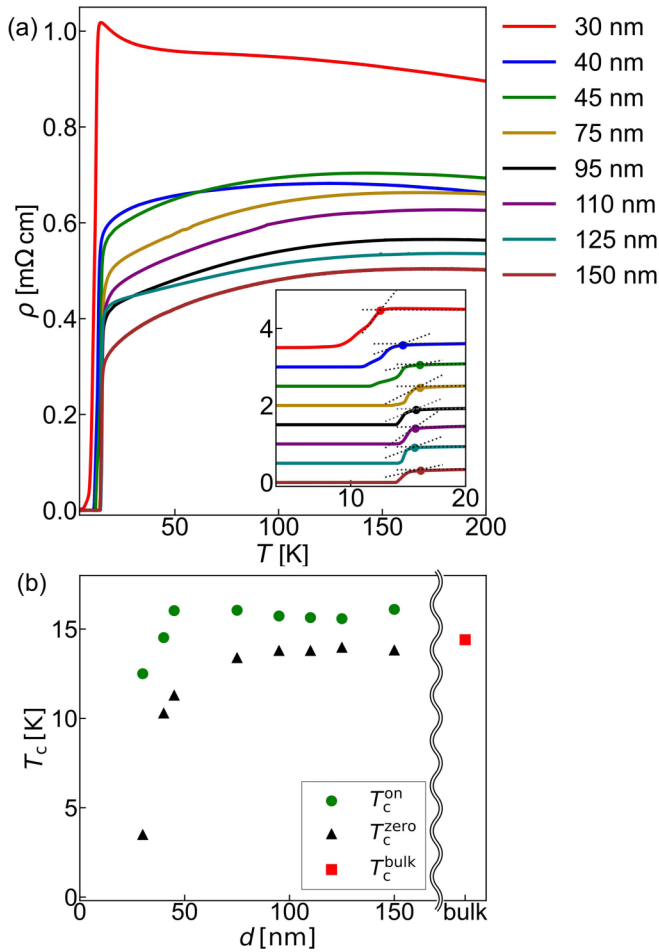 (a)
ρ [mΩ cm]
1.0
0.8
0.6
0.4
0.2
0.0
50
100
150
200
T [K]
4
2
0
10
20
30 nm
40 nm
45 nm
75 nm
95 nm
110 nm
125 nm
150 nm
(b)
T_c [K]
15
10
5
0
0
50
100
150
bulk
d [nm]
T_c^on
T_c^zero
T_c^bulk